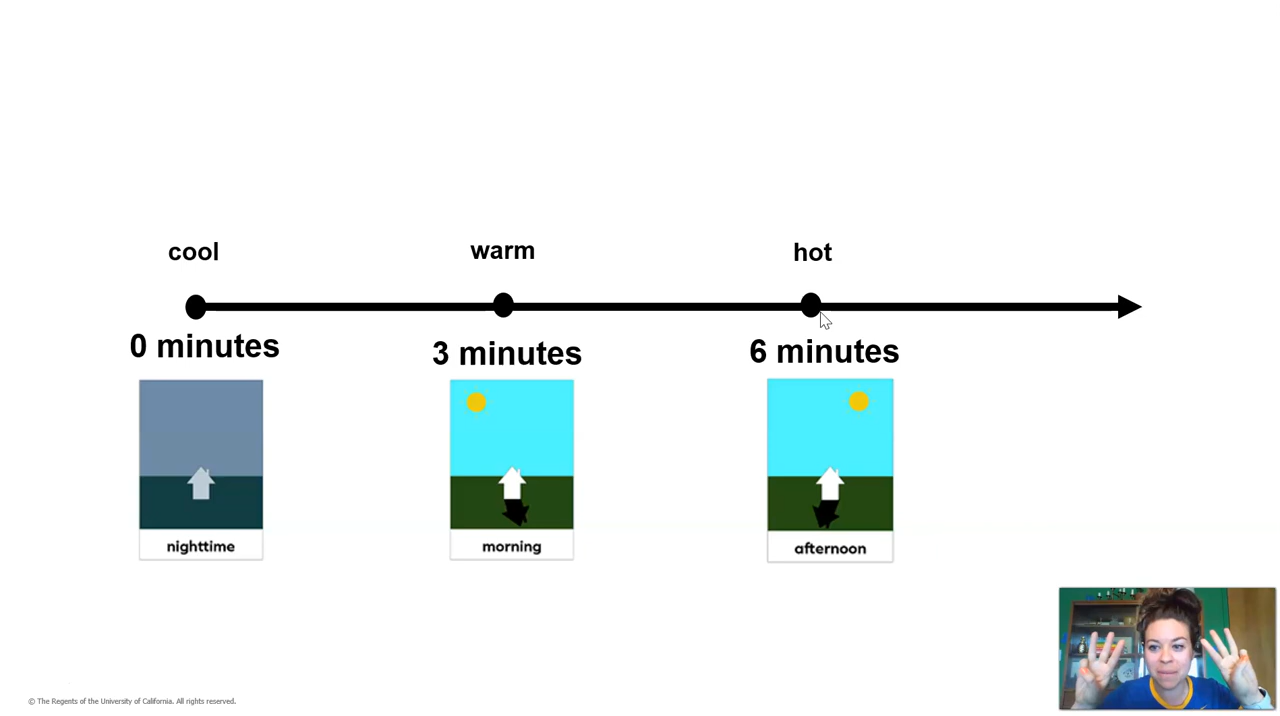 cool
warm
hot
0 minutes
3 minutes
6 minutes
nighttime
morning
afternoon
© The Regents of the University of California. All rights reserved.